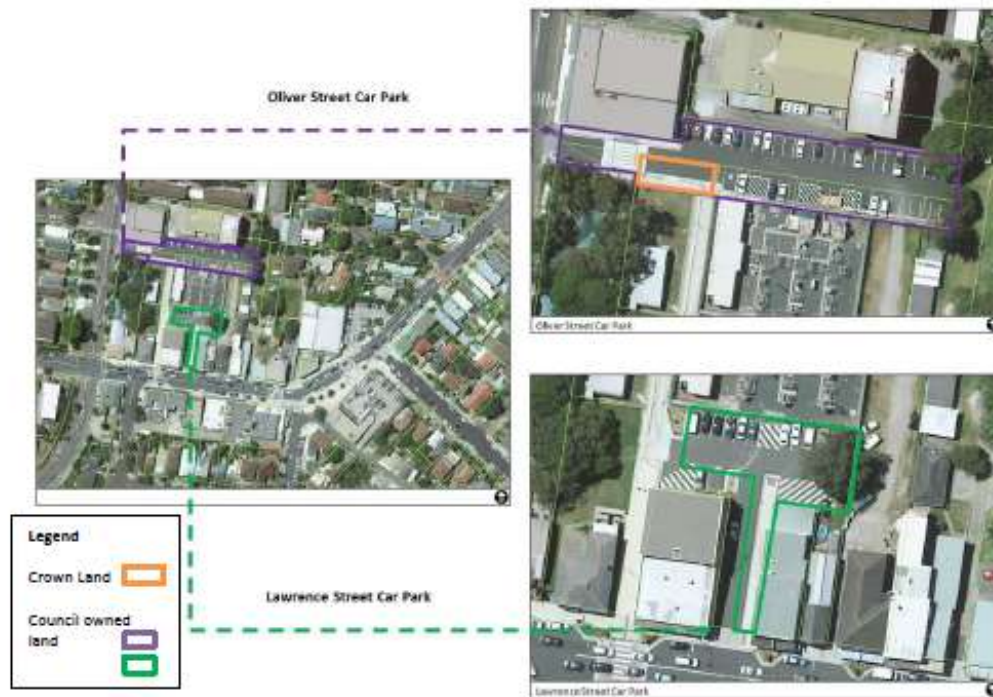 Oliver Street Car Park
Oliver Street Car Park
Legend
Crown Land
Council owned
land
Lawrence Street Car Park
Lawrence Street Car Park